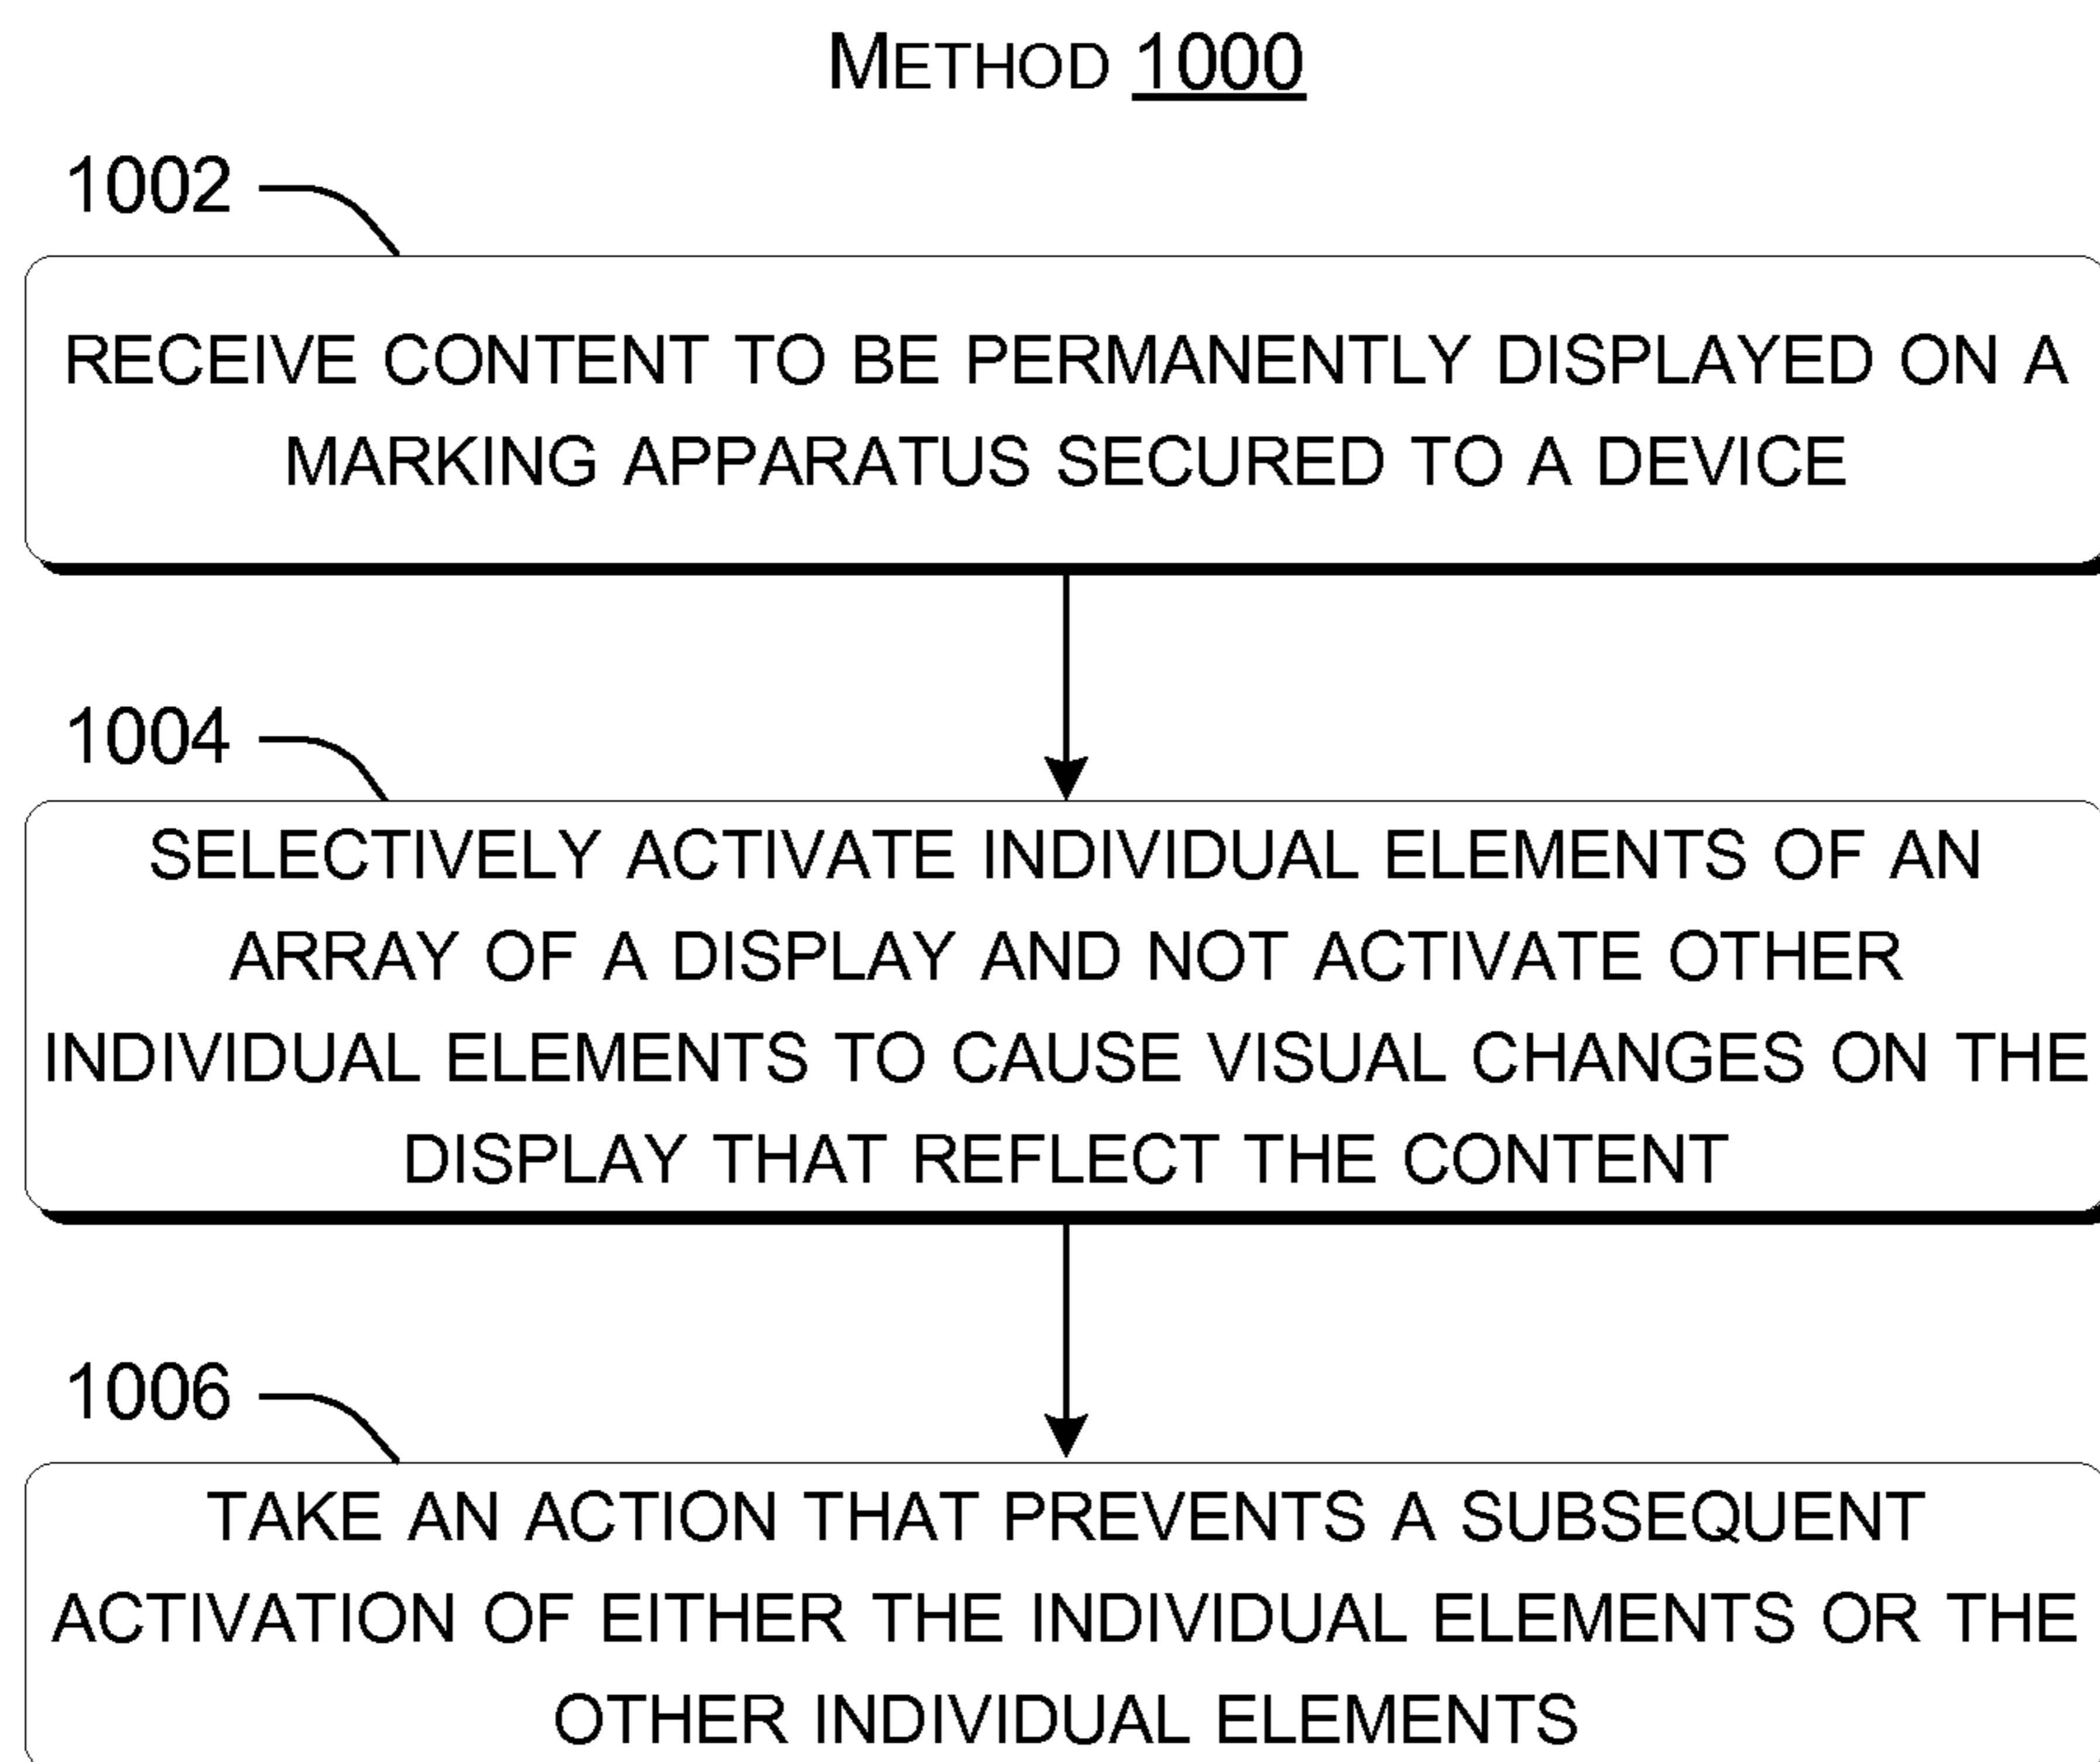 METHOD 1000
1002
RECEIVE CONTENT TO BE PERMANENTLY DISPLAYED ON A
MARKING APPARATUS SECURED TO A DEVICE
1004
SELECTIVELY ACTIVATE INDIVIDUAL ELEMENTS OF AN
ARRAY OF A DISPLAY AND NOT ACTIVATE OTHER
INDIVIDUAL ELEMENTS TO CAUSE VISUAL CHANGES ON THE
DISPLAY THAT REFLECT THE CONTENT
1006
TAKE AN ACTION THAT PREVENTS A SUBSEQUENT
ACTIVATION OF EITHER THE INDIVIDUAL ELEMENTS OR THE
OTHER INDIVIDUAL ELEMENTS